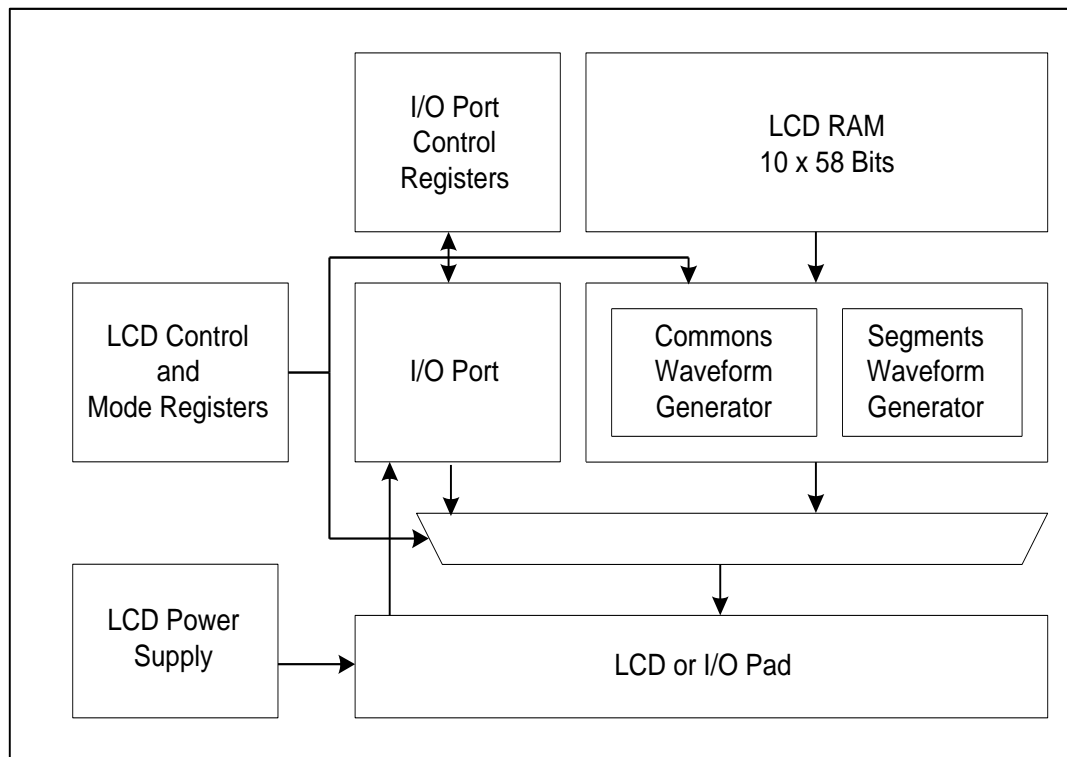 I/O Port
Control
Registers
LCD RAM
10 x 58 Bits
LCD Control
and
Mode Registers
I/O Port
Commons
Waveform
Generator
Segments
Waveform
Generator
LCD Power
Supply
LCD or I/O Pad